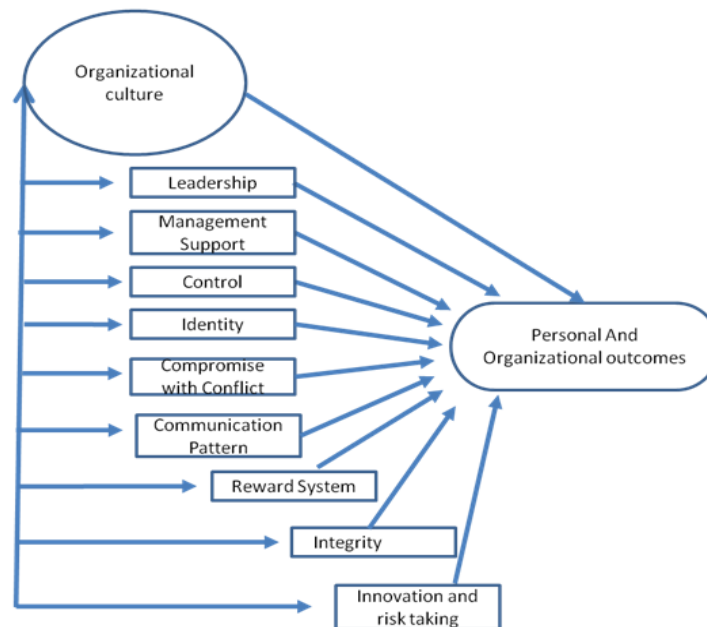 Organizational
culture
Leadership
Management
Support
Control
Identity
Compromise
with Conflict
Communication
Pattern
Reward System
Integrity
Innovation and
risk taking
Personal And
Organizational outcomes